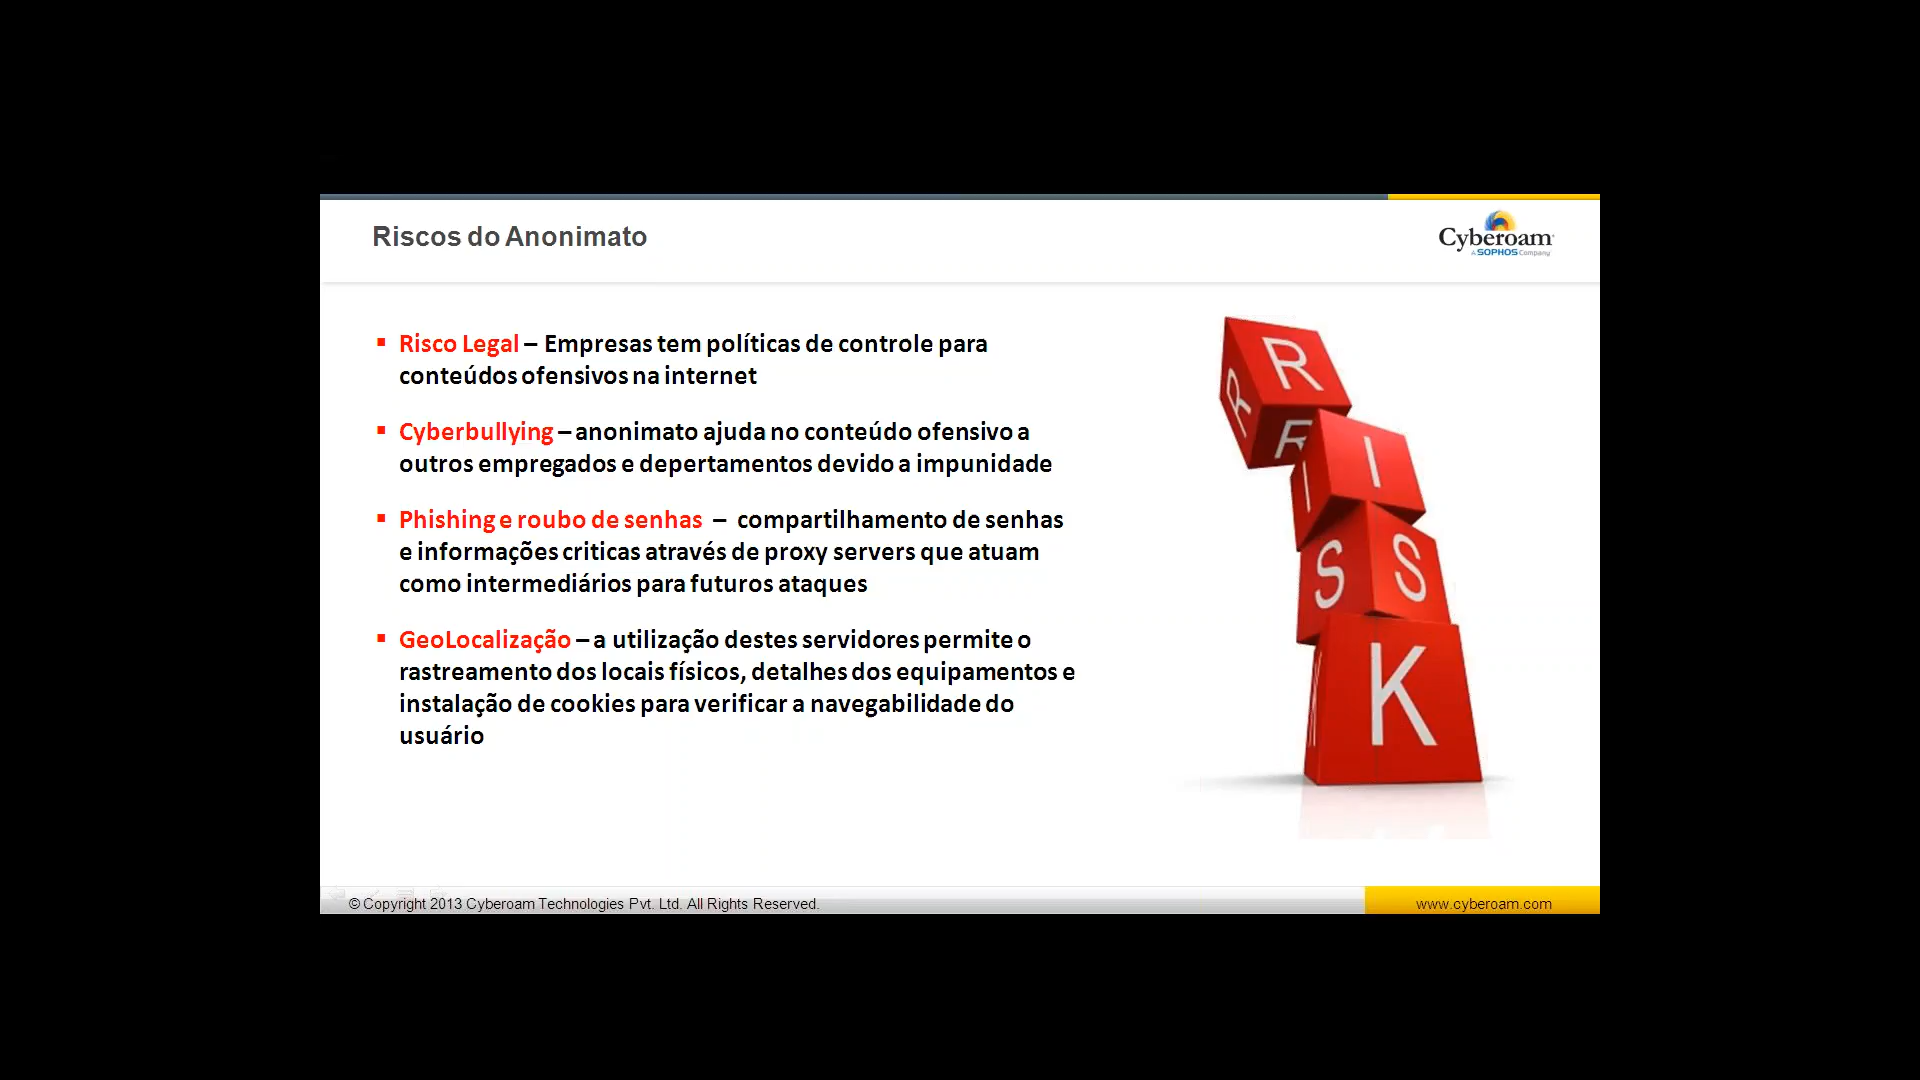 Riscos do Anonimato
Cyberoam
A SOPHOS Company
Risco Legal – Empresas tem políticas de controle para
conteúdos ofensivos na internet
Cyberbullying – anonimato ajuda no conteúdo ofensivo a
outros empregados e depertamentos devido a impunidade
Phishing e roubo de senhas – compartilhamento de senhas
e informações criticas através de proxy servers que atuam
como intermediários para futuros ataques
GeoLocalização – a utilização destes servidores permite o
rastreamento dos locais físicos, detalhes dos equipamentos e
instalação de cookies para verificar a navegabilidade do
usuário
R
R
R
I
I
S
S
K
K
© Copyright 2013 Cyberoam Technologies Pvt. Ltd. All Rights Reserved.
www.cyberoam.com